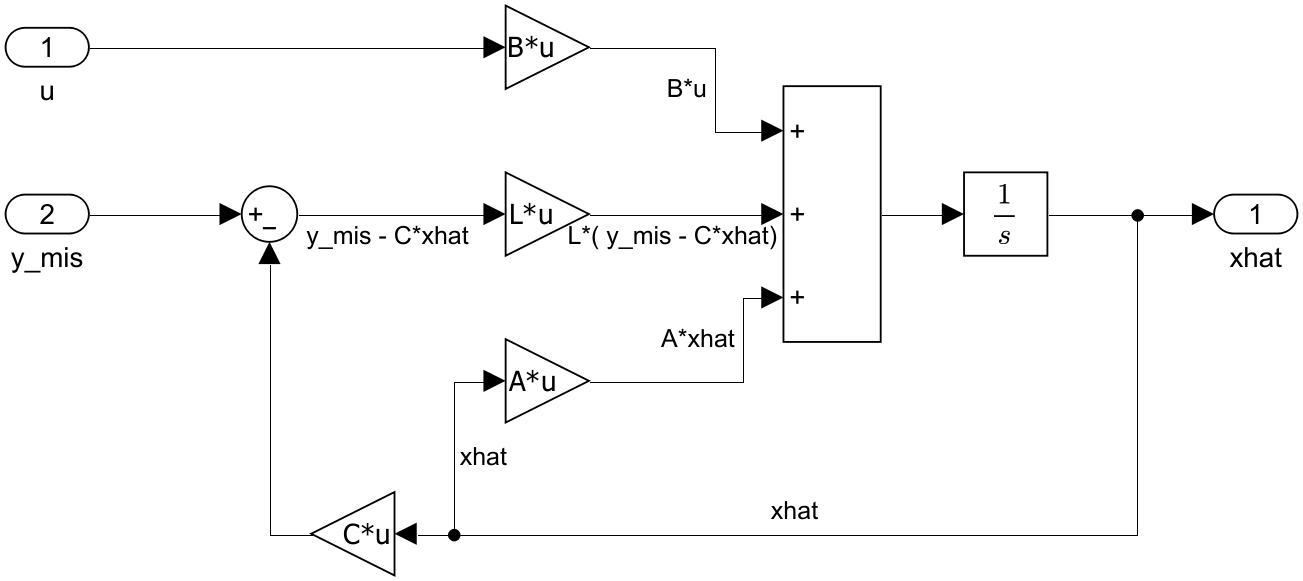 1
u
B*u
B*u
+
2
y_mis
+
−
y_mis - C*xhat
L*u
L*( y_mis - C*xhat)
+
1
s
1
xhat
+
A*xhat
A*u
xhat
C*u
xhat